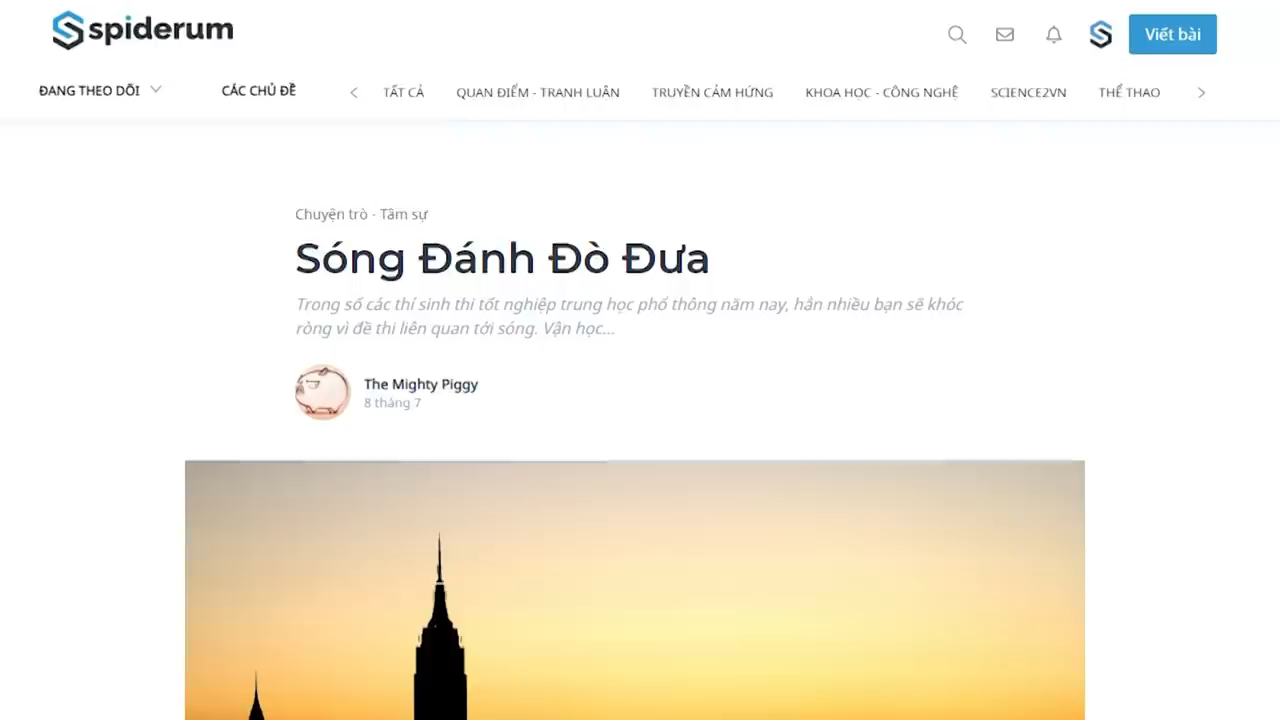 spiderum
Viết bài
ĐANG THEO DÕI
CÁC CHỦ ĐỀ
TẤT CẢ
QUAN ĐIỂM - TRANH LUẬN
TRUYỀN CẢM HỨNG
KHOA HỌC - CÔNG NGHỆ
SCIENCE2VN
THỂ THAO
Chuyện trò - Tâm sự
Sóng Đánh Đò Đưa
Trong số các thí sinh thi tốt nghiệp trung học phổ thông năm nay, hẳn nhiều bạn sẽ khóc
ròng vì đề thi liên quan tới sóng. Vận học...
The Mighty Piggy
8 tháng 7